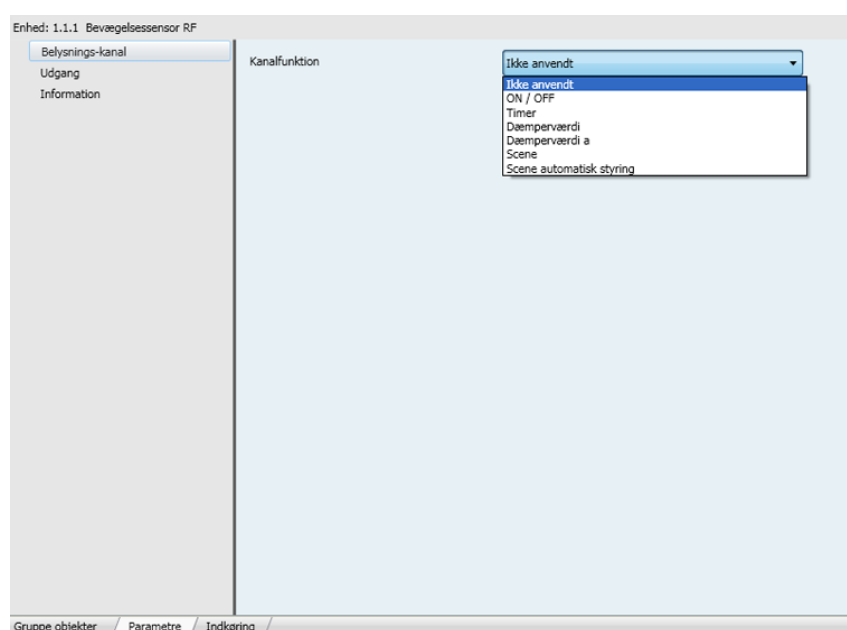 Enhed: 1.1.1 Bevægelsessensor RF
Belysnings-kanal
Udgang
Information
Kanalfunktion
Ikke anvendt
Ikke anvendt
ON / OFF
Timer
Dæmperværdi
Dæmperværdi a
Scene
Scene automatisk styring
Gruppe objekter / Parametre / Indkøring /